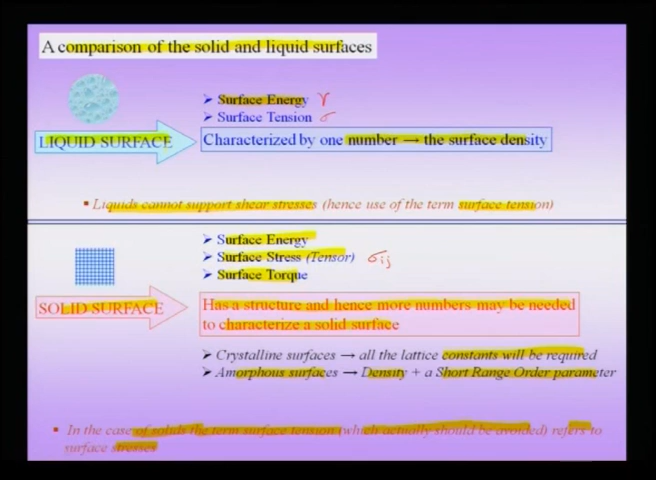 A comparison of the solid and liquid surfaces
➤ Surface Energy γ
➤ Surface Tension σ
LIQUID SURFACE
Characterized by one number → the surface density
▪ Liquids cannot support shear stresses (hence use of the term surface tension)
➤ Surface Energy
➤ Surface Stress (Tensor) σij
➤ Surface Torque
SOLID SURFACE
Has a structure and hence more numbers may be needed
to characterize a solid surface
➤ Crystalline surfaces → all the lattice constants will be required
➤ Amorphous surfaces → Density + a Short Range Order parameter
▪ In the case of solids the term surface tension (which actually should be avoided) refers to
surface stresses